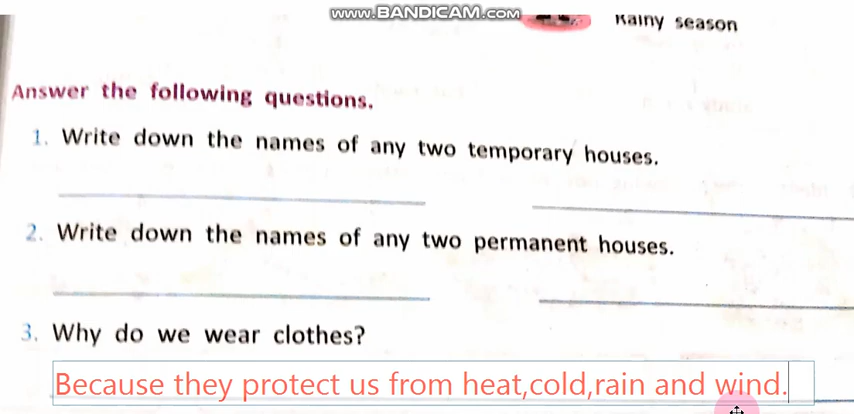 www.BANDICAM.com
Rainy season
Answer the following questions.
1. Write down the names of any two temporary houses.
2. Write down the names of any two permanent houses.
3. Why do we wear clothes?
Because they protect us from heat,cold,rain and wind.